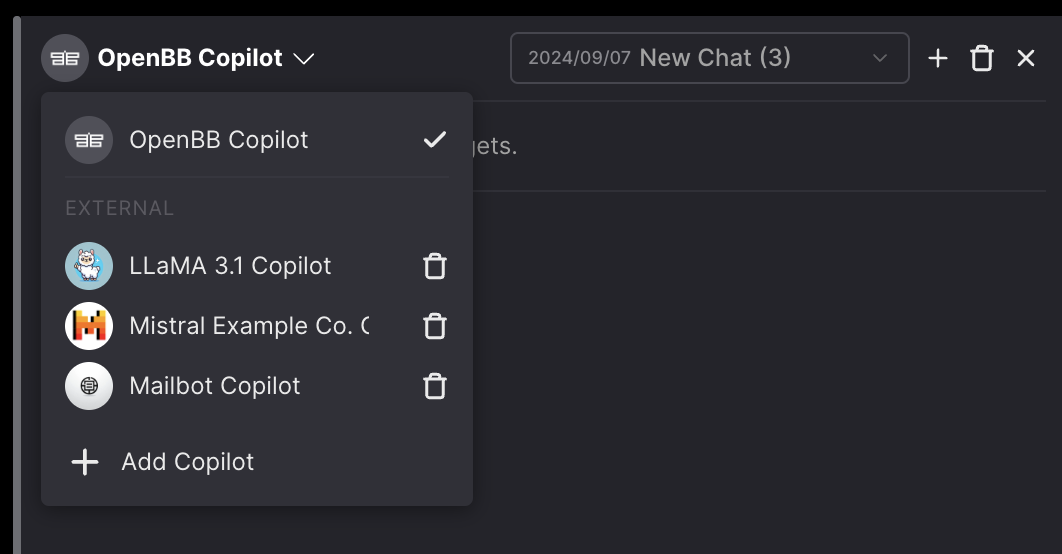 OpenBB Copilot
2024/09/07 New Chat (3)
OpenBB Copilot
gets.
EXTERNAL
LLaMA 3.1 Copilot
Mistral Example Co.
Mailbot Copilot
Add Copilot